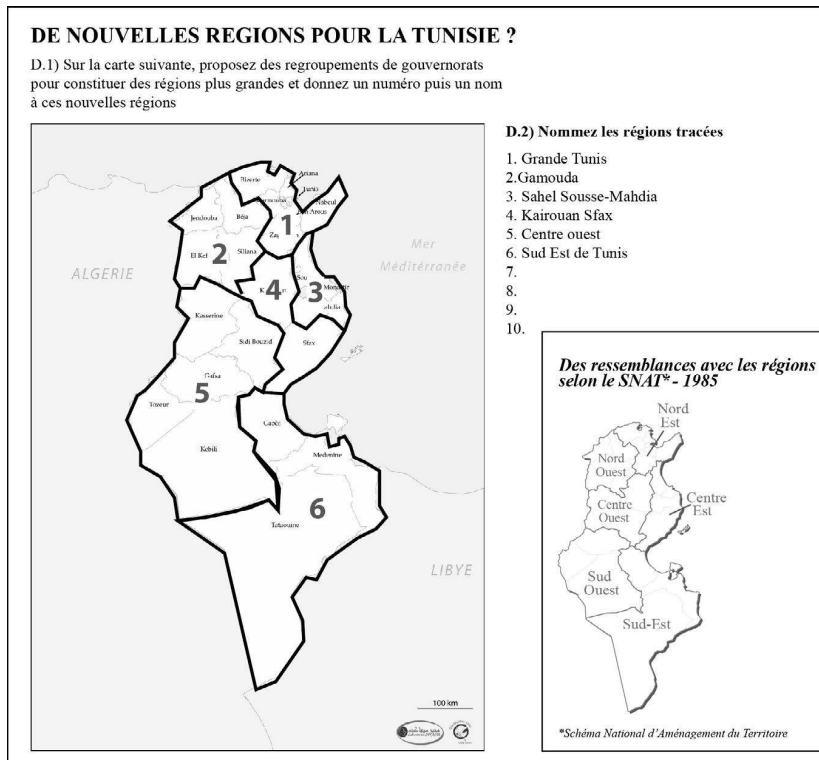 DE NOUVELLES REGIONS POUR LA TUNISIE ?
D.1) Sur la carte suivante, proposez des regroupements de gouvernorats
pour constituer des régions plus grandes et donnez un numéro puis un nom
à ces nouvelles régions
D.2) Nommez les régions tracées
1. Grande Tunis
2.Gamouda
3. Sahel Sousse-Mahdia
4. Kairouan Sfax
5. Centre ouest
6. Sud Est de Tunis
7.
8.
9.
10.
Bizerte
Ariana
Tunis
Nabeul
Jendouba
Béja
1
El Kef
Siliana
2
ALGERIE
Mer
Méditérranée
4
3
Kasserine
Sidi Bouzid
Sfax
Gafsa
5
Tozeur
Kebili
Gabès
Medenine
6
Tataouine
LIBYE
100 km
Des ressemblances avec les régions
selon le SNAT* - 1985
Nord
Est
Nord
Ouest
Centre
Ouest
Centre
Est
Sud
Ouest
Sud-Est
*Schéma National d'Aménagement du Territoire